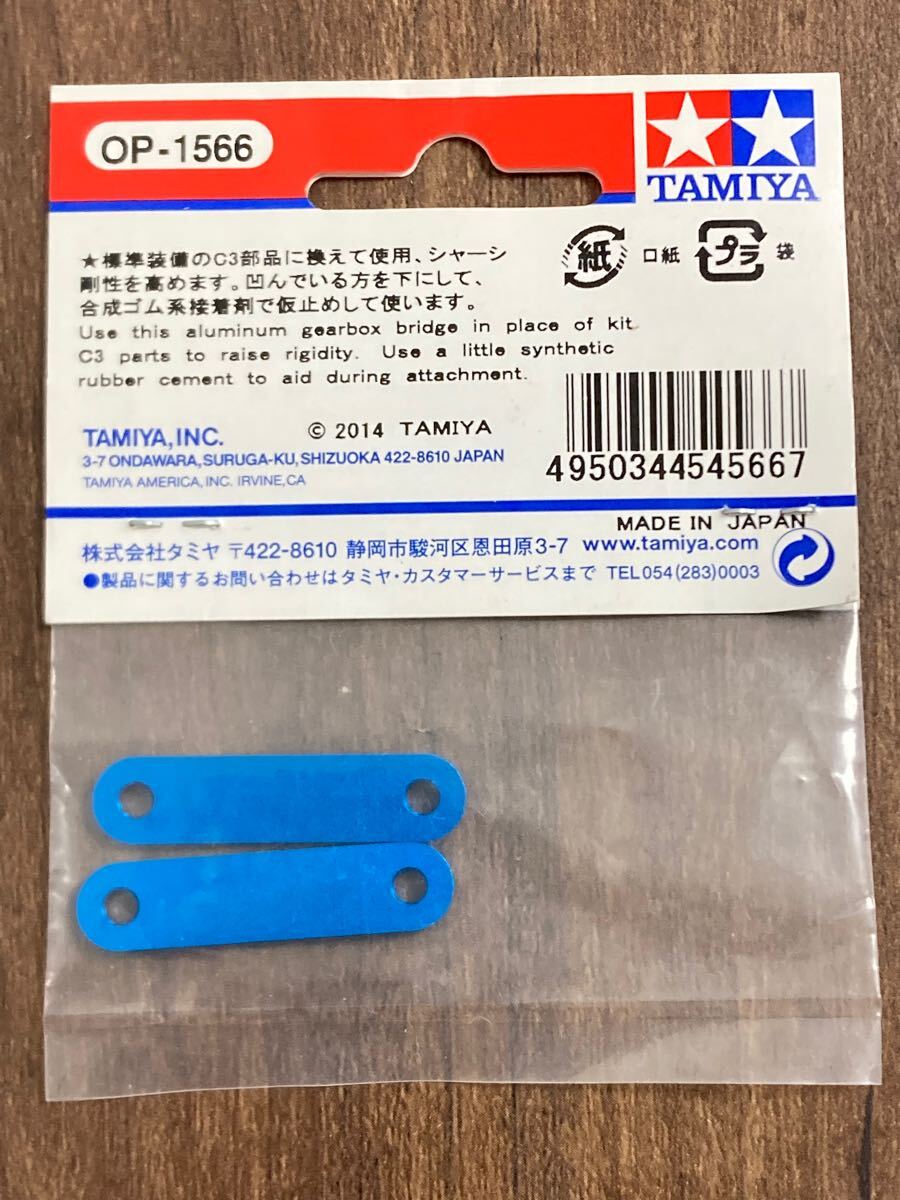 OP-1566
TAMIYA
★標準装備のC3部品に換えて使用、シャーシ
剛性を高めます。凹んでいる方を下にして、
合成ゴム系接着剤で仮止めして使います。
紙 口紙 プラ 袋
Use this aluminum gearbox bridge in place of kit
C3 parts to raise rigidity. Use a little synthetic
rubber cement to aid during attachment.
TAMIYA, INC. © 2014 TAMIYA
3-7 ONDAWARA, SURUGA-KU, SHIZUOKA 422-8610 JAPAN
TAMIYA AMERICA, INC. IRVINE, CA
4950344545667
MADE IN JAPAN
株式会社タミヤ 〒422-8610 静岡市駿河区恩田原3-7 www.tamiya.com
●製品に関するお問い合わせはタミヤ・カスタマーサービスまで TEL054(283)0003